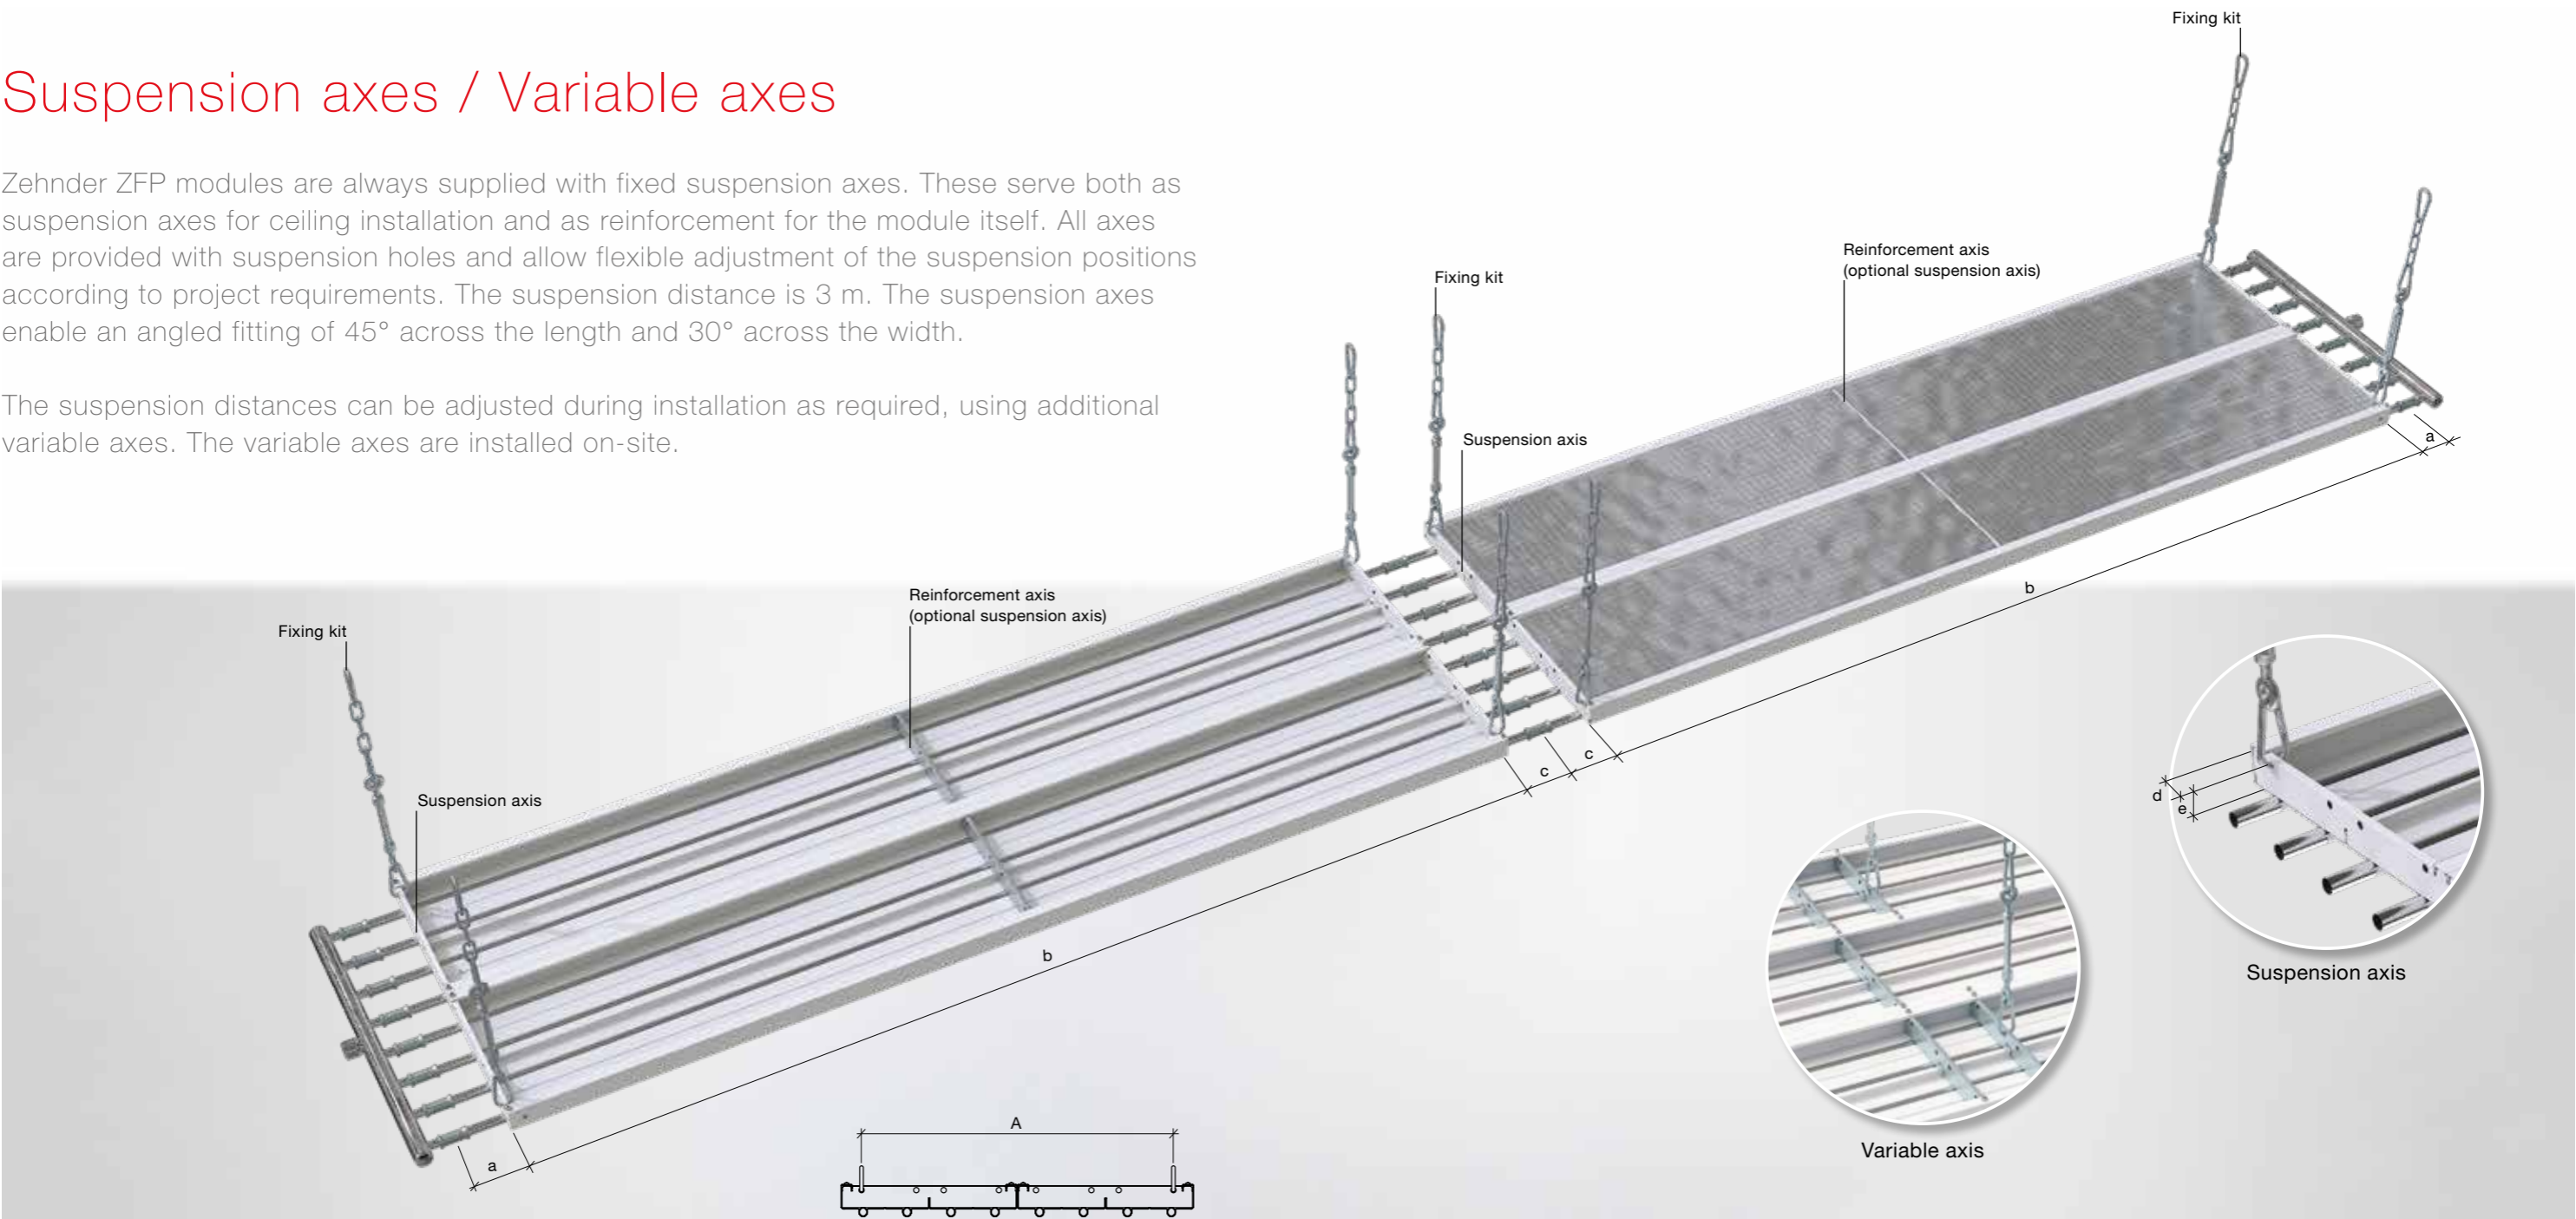 Suspension axes / Variable axes
Zehnder ZFP modules are always supplied with fixed suspension axes. These serve both as
suspension axes for ceiling installation and as reinforcement for the module itself. All axes
are provided with suspension holes and allow flexible adjustment of the suspension positions
according to project requirements. The suspension distance is 3 m. The suspension axes
enable an angled fitting of 45° across the length and 30° across the width.
The suspension distances can be adjusted during installation as required, using additional
variable axes. The variable axes are installed on-site.
Fixing kit
Reinforcement axis
(optional suspension axis)
Fixing kit
Suspension axis
a
b
Reinforcement axis
(optional suspension axis)
Fixing kit
c
c
Suspension axis
d
e
b
Suspension axis
A
Variable axis
a